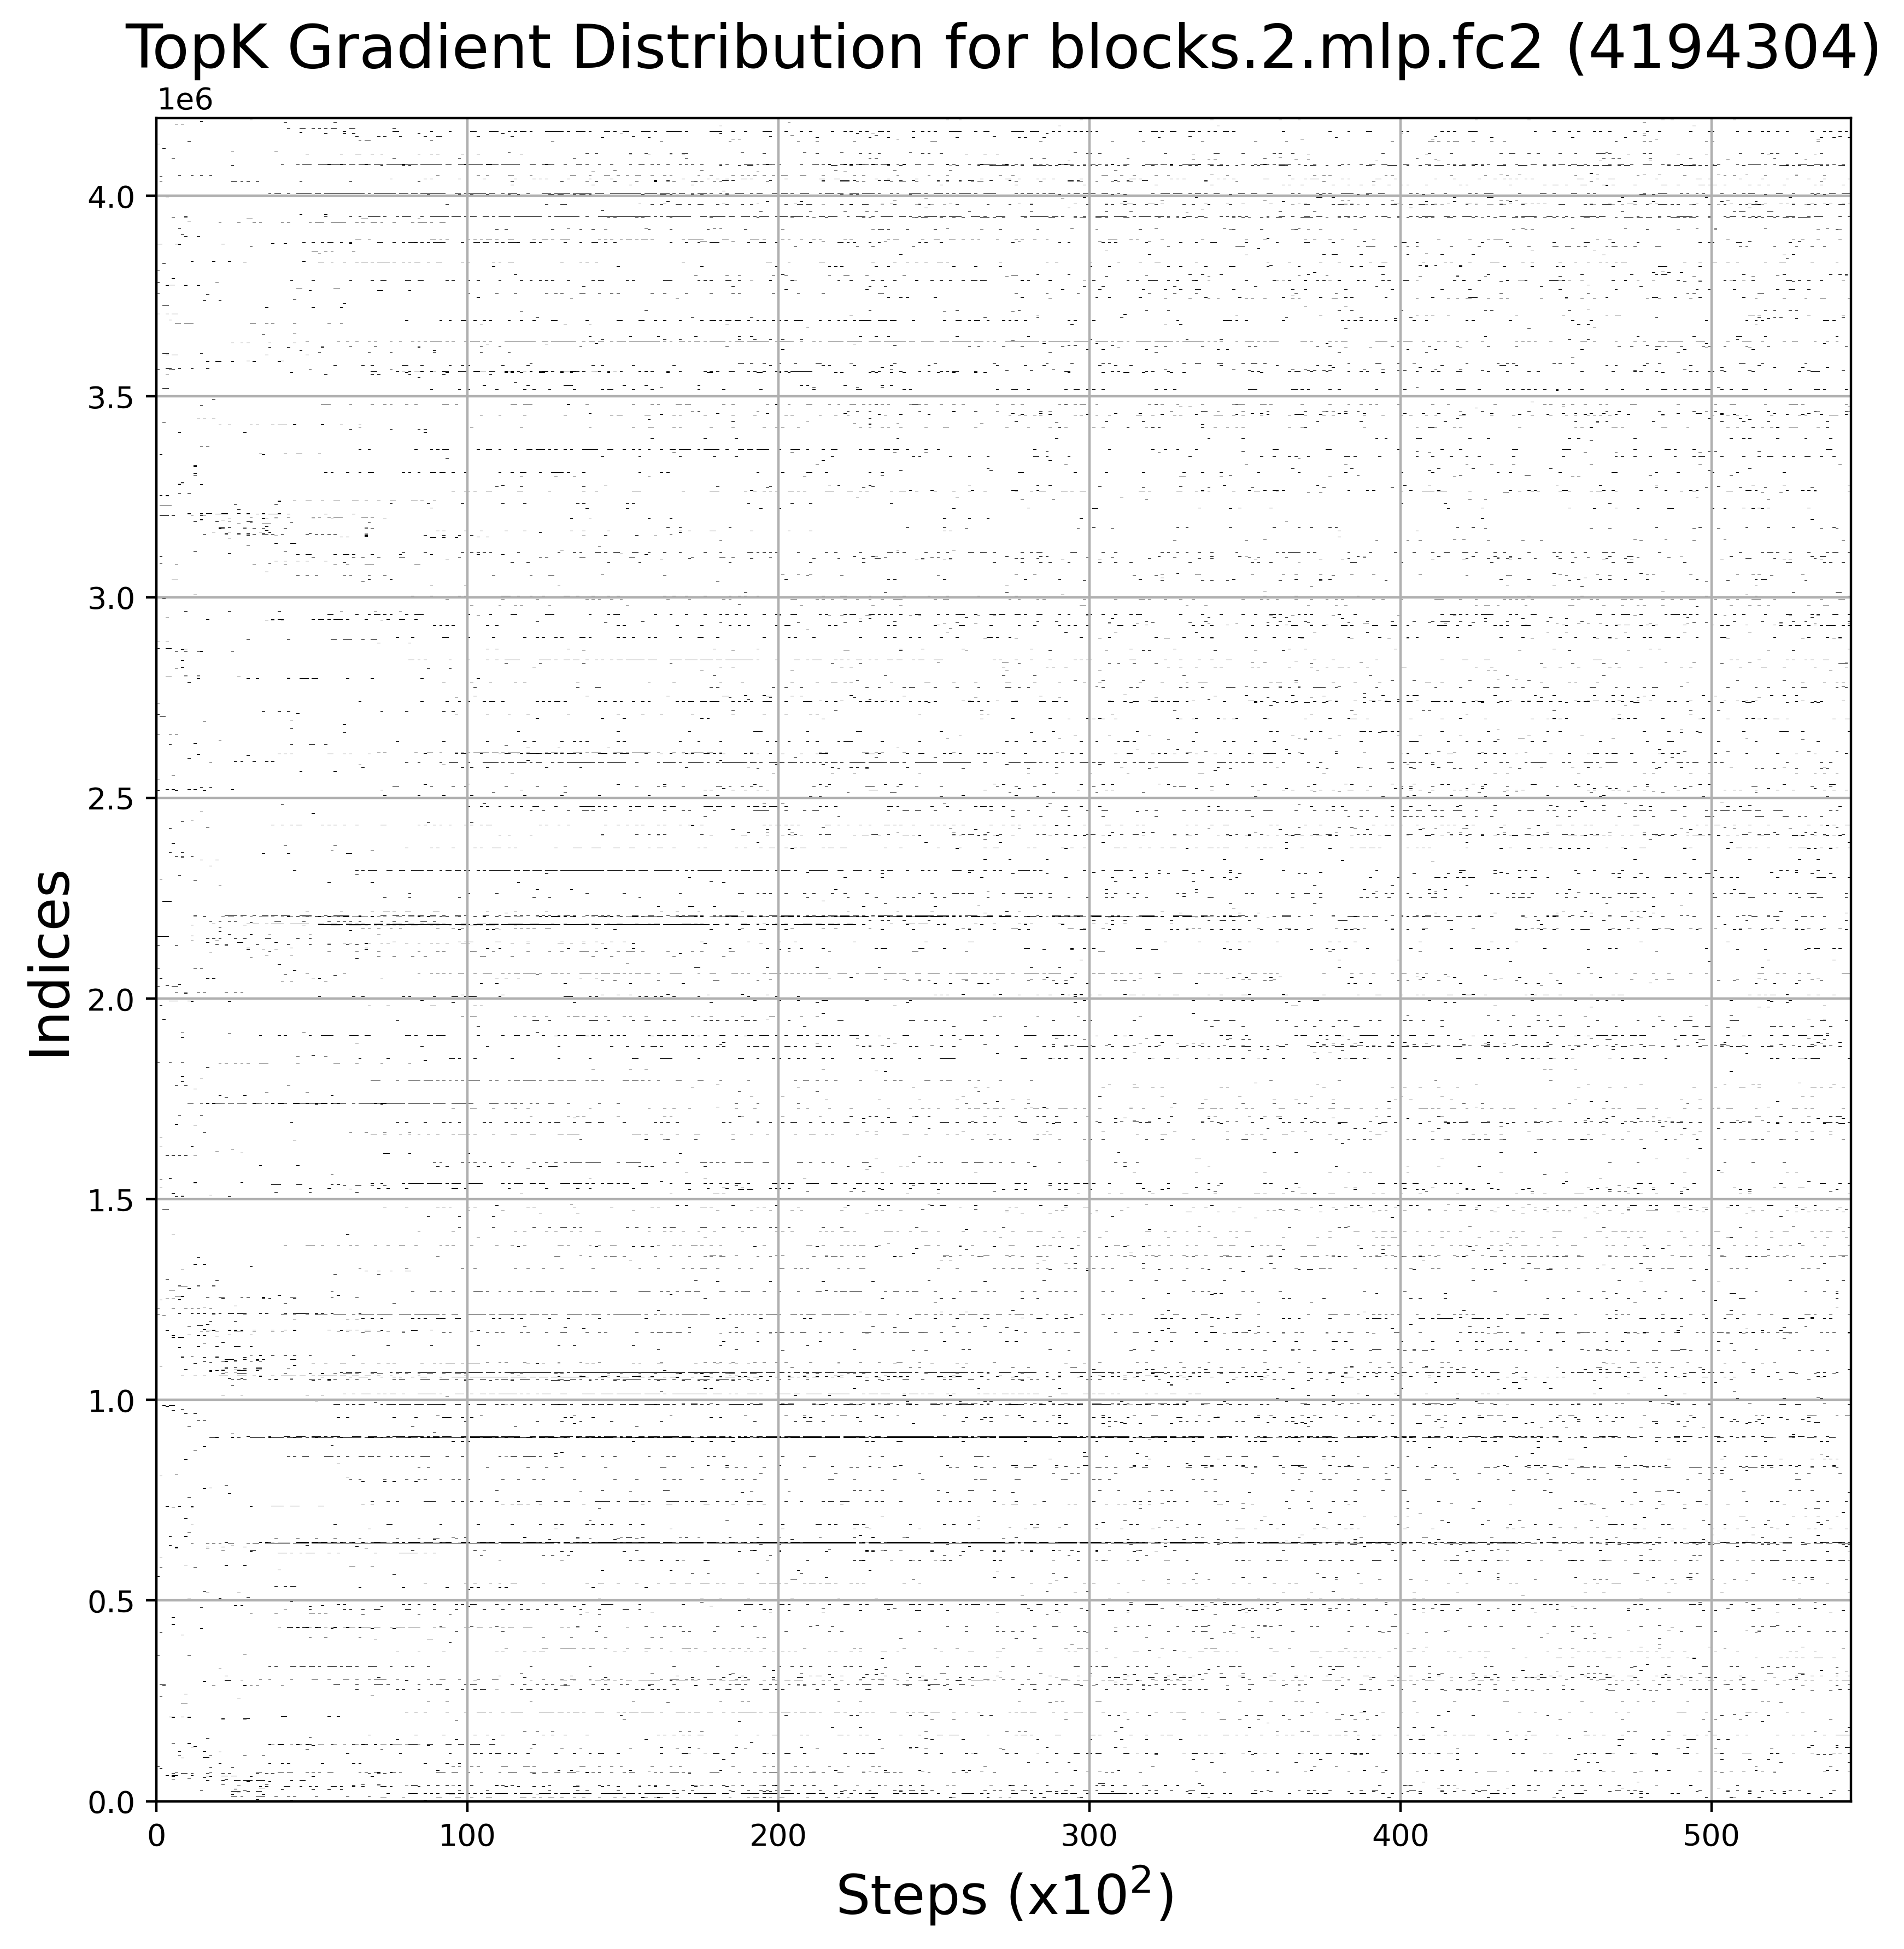 TopK Gradient Distribution for blocks.2.mlp.fc2 (4194304)
1e6
4.0
3.5
3.0
2.5
2.0
1.5
1.0
0.5
0.0
Indices
0 100 200 300 400 500
Steps (x10²)